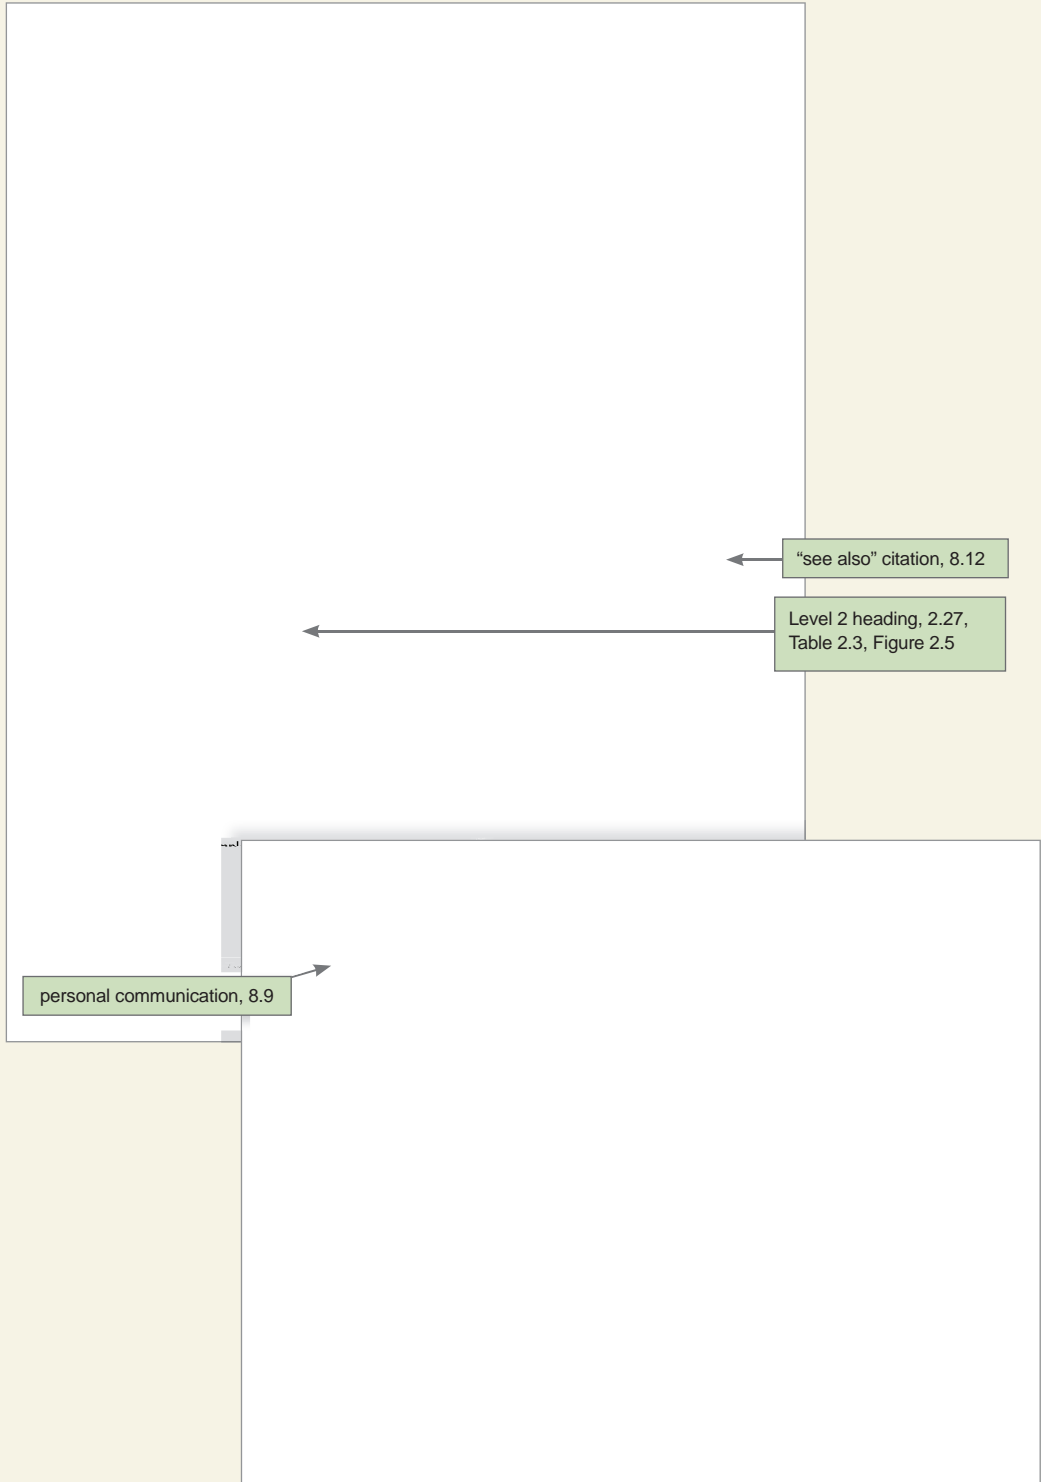 “see also” citation, 8.12
Level 2 heading, 2.27,
Table 2.3, Figure 2.5
personal communication, 8.9